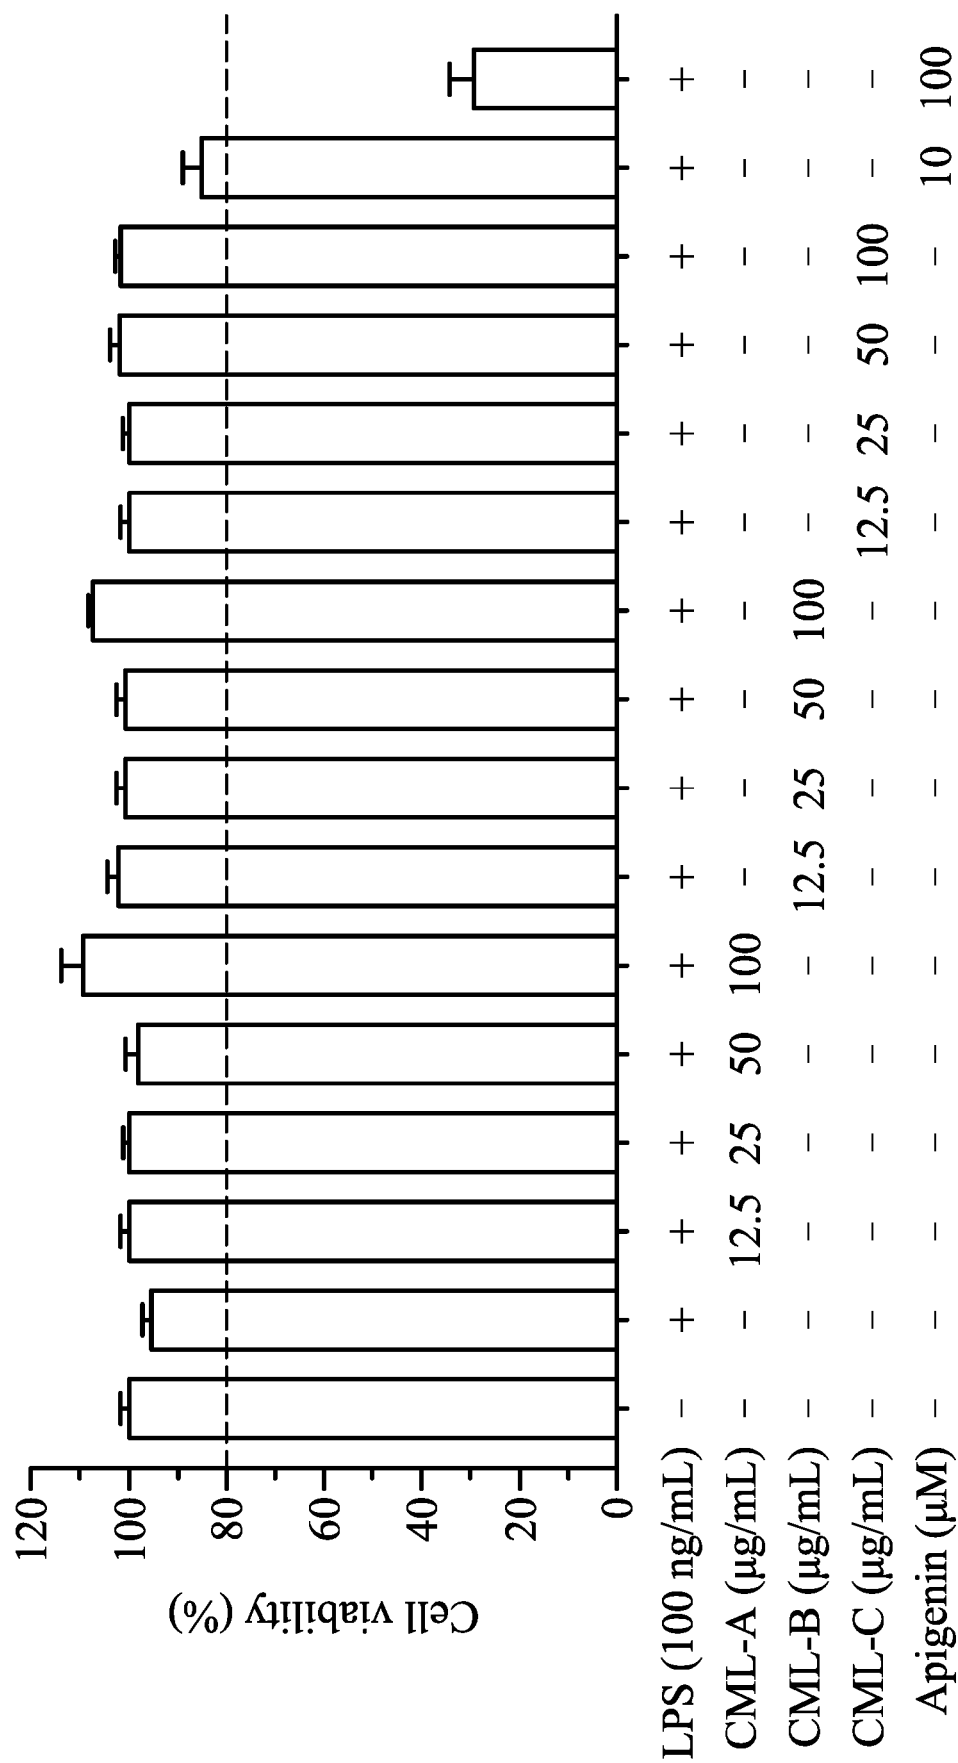 Cell viability (%)
120
100
80
60
40
20
0
LPS (100 ng/mL) - + + + + + + + + + + + + + + +
CML-A (μg/mL) - - 12.5 25 50 100 - - - - - - - - - -
CML-B (μg/mL) - - - - - - 12.5 25 50 100 - - - - - -
CML-C (μg/mL) - - - - - - - - - - 12.5 25 50 100 - -
Apigenin (μM) - - - - - - - - - - - - - - 10 100